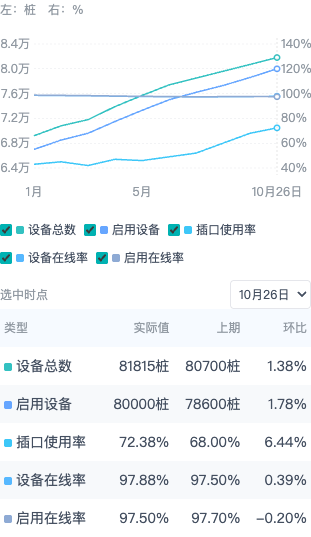 左：桩 右：%
8.4万 140%
8.0万 120%
7.6万 100%
7.2万 80%
6.8万 60%
6.4万 40%
1月 5月 10月26日
设备总数 启用设备 插口使用率
设备在线率 启用在线率
选中时点 10月26日
类型 实际值 上期 环比
设备总数 81815桩 80700桩 1.38%
启用设备 80000桩 78600桩 1.78%
插口使用率 72.38% 68.00% 6.44%
设备在线率 97.88% 97.50% 0.39%
启用在线率 97.50% 97.70% −0.20%